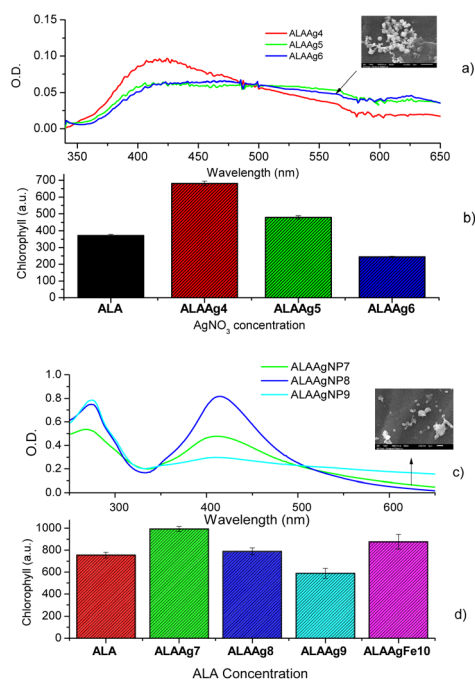 ALAAg4
ALAAg5
ALAAg6
a)
0.15
0.10
0.05
0.00
O.D.
350 400 450 500 550 600 650
Wavelength (nm)
700
600
500
400
300
200
100
0
Chlorophyll (a.u.)
b)
ALA ALAAg4 ALAAg5 ALAAg6
AgNO3 concentration
ALAAgNP7
ALAAgNP8
ALAAgNP9
1.0
0.8
0.6
0.4
0.2
0.0
O.D.
c)
300 400 500 600
Wavelength (nm)
1000
800
600
400
200
0
Chlorophyll (a.u.)
d)
ALA ALAAg7 ALAAg8 ALAAg9 ALAAgFe10
ALA Concentration